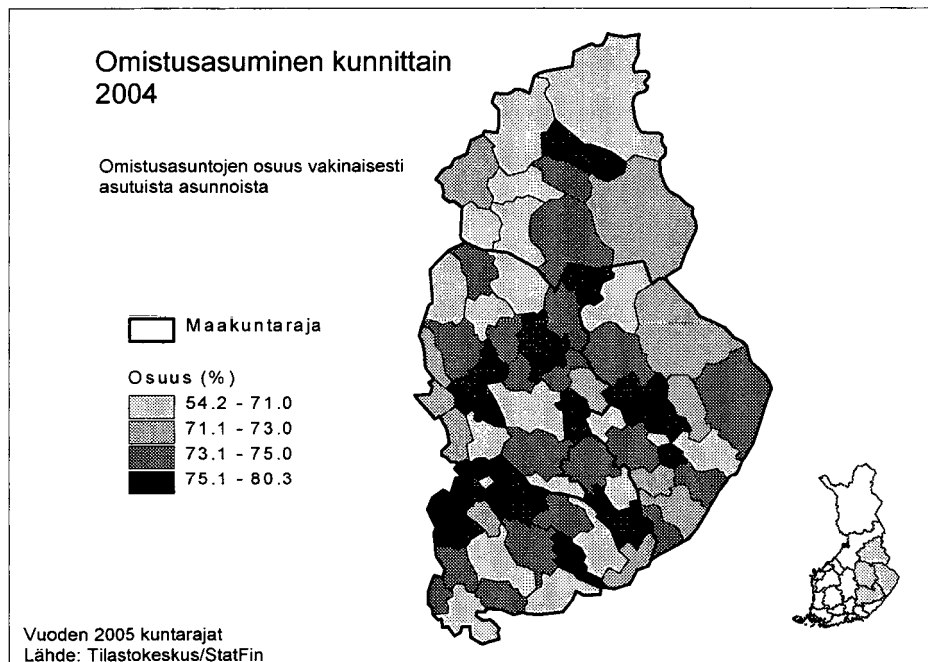 Omistusasuminen kunnittain
2004
Omistusasuntojen osuus vakinaisesti
asutuista asunnoista
Maakuntaraja
Osuus (%)
54.2 - 71.0
71.1 - 73.0
73.1 - 75.0
75.1 - 80.3
Vuoden 2005 kuntarajat
Lähde: Tilastokeskus/StatFin